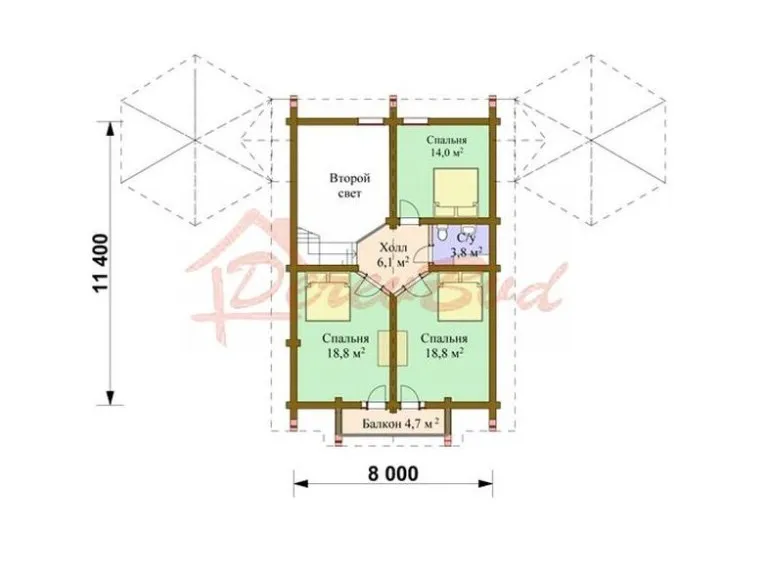 Спальня
14,0 м²
Второй
свет
С/у
3,8 м²
Холл
6,1 м²
11 400
DerevBud
Спальня
18,8 м²
Спальня
18,8 м²
Балкон 4,7 м²
8 000